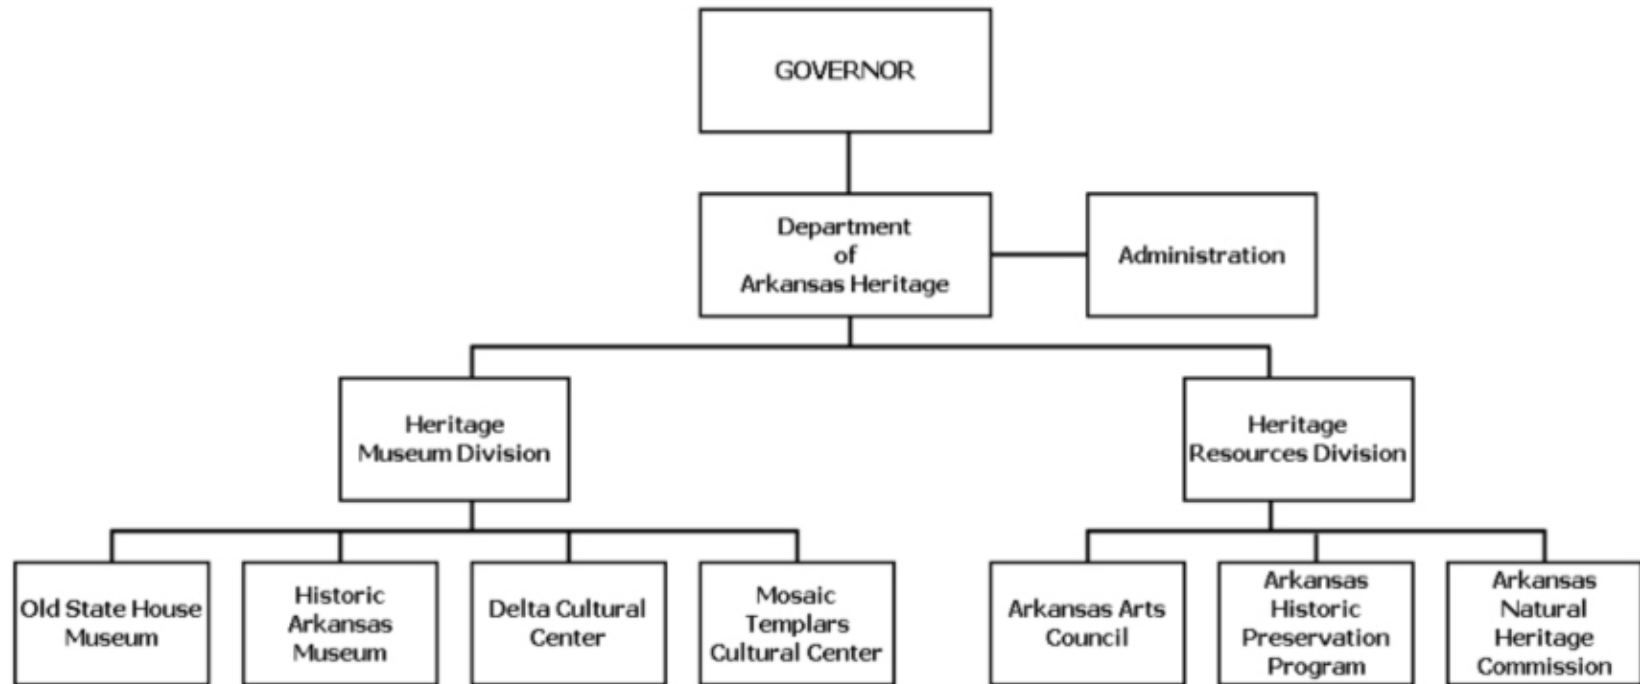 GOVERNOR
Department
of
Arkansas Heritage
Administration
Heritage
Museum Division
Heritage
Resources Division
Old State House
Museum
Historic
Arkansas
Museum
Delta Cultural
Center
Mosaic
Templars
Cultural Center
Arkansas Arts
Council
Arkansas
Historic
Preservation
Program
Arkansas
Natural
Heritage
Commission